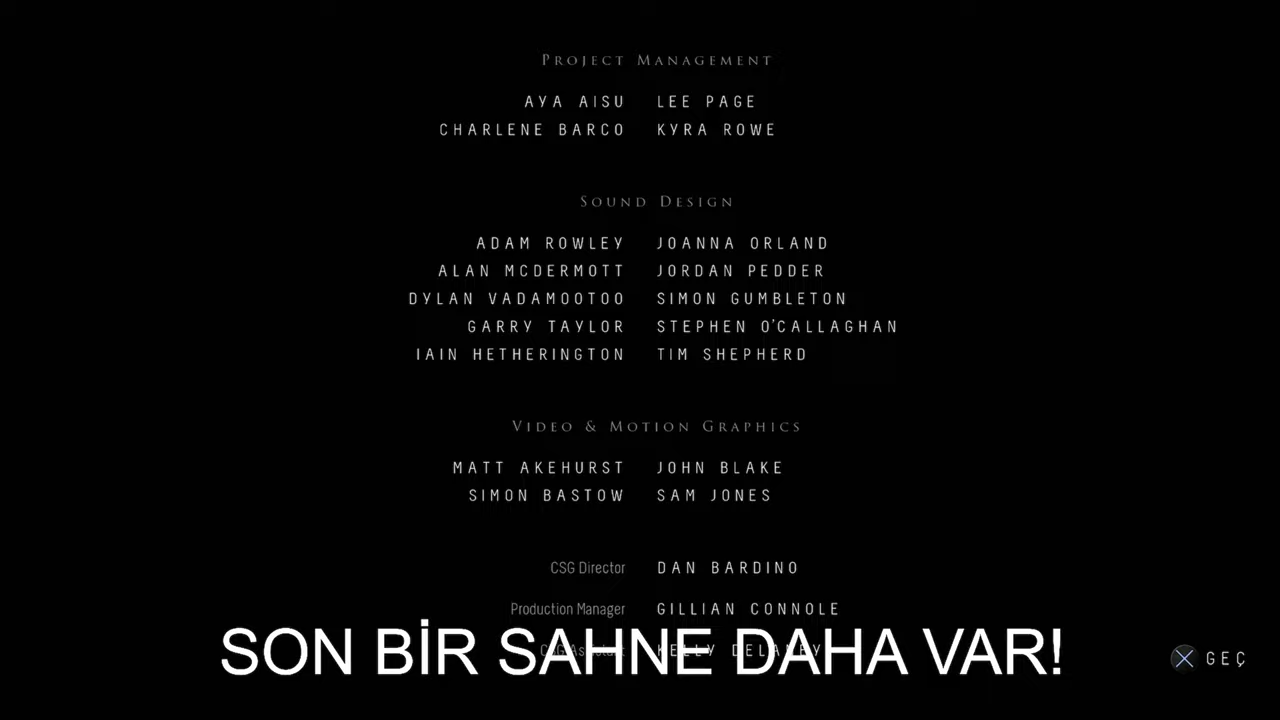 PROJECT MANAGEMENT
AYA AISU LEE PAGE
CHARLENE BARCO KYRA ROWE
SOUND DESIGN
ADAM ROWLEY JOANNA ORLAND
ALAN MCDERMOTT JORDAN PEDDER
DYLAN VADAMOOTOO SIMON GUMBLETON
GARRY TAYLOR STEPHEN O'CALLAGHAN
IAIN HETHERINGTON TIM SHEPHERD
VIDEO & MOTION GRAPHICS
MATT AKEHURST JOHN BLAKE
SIMON BASTOW SAM JONES
CSG Director DAN BARDINO
Production Manager GILLIAN CONNOLE
SON BİR SAHNE DAHA VAR!
GEÇ